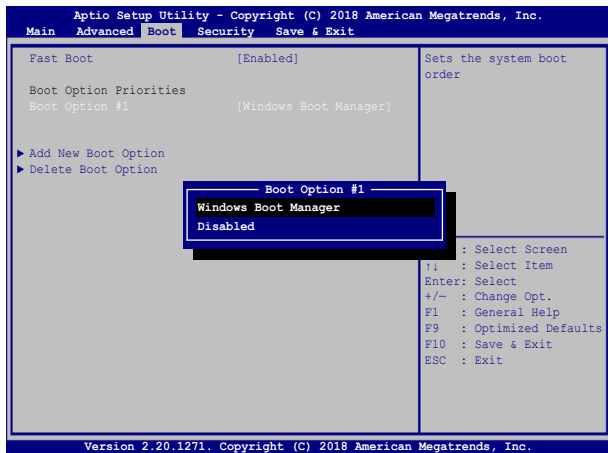 Aptio Setup Utility - Copyright (C) 2018 American Megatrends, Inc.
Main Advanced Boot Security Save & Exit
Fast Boot [Enabled]
Boot Option Priorities
Boot Option #1 [Windows Boot Manager]
▶ Add New Boot Option
▶ Delete Boot Option
Sets the system boot
order
Boot Option #1
Windows Boot Manager
Disabled
: Select Screen
↑↓ : Select Item
Enter: Select
+/— : Change Opt.
F1 : General Help
F9 : Optimized Defaults
F10 : Save & Exit
ESC : Exit
Version 2.20.1271. Copyright (C) 2018 American Megatrends, Inc.